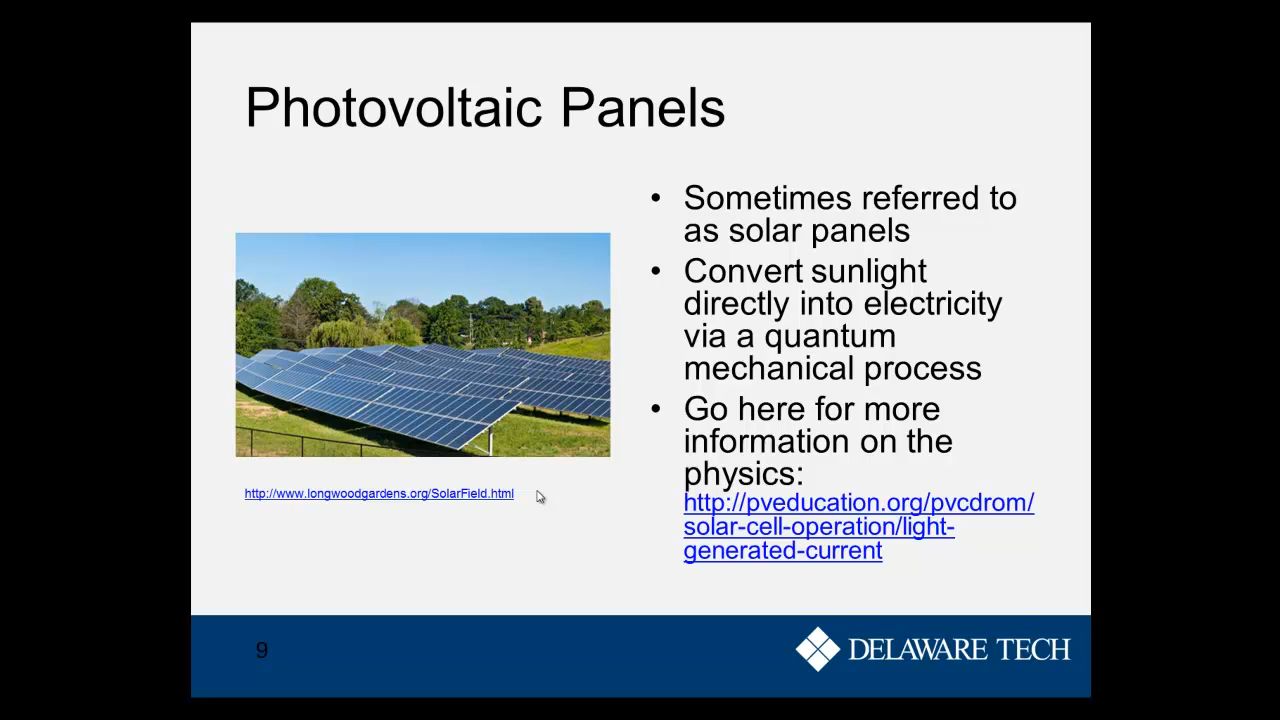 Photovoltaic Panels
• Sometimes referred to
as solar panels
• Convert sunlight
directly into electricity
via a quantum
mechanical process
• Go here for more
information on the
physics:
http://pveducation.org/pvcdrom/
solar-cell-operation/light-
generated-current
http://www.longwoodgardens.org/SolarField.html
9
DELAWARE TECH